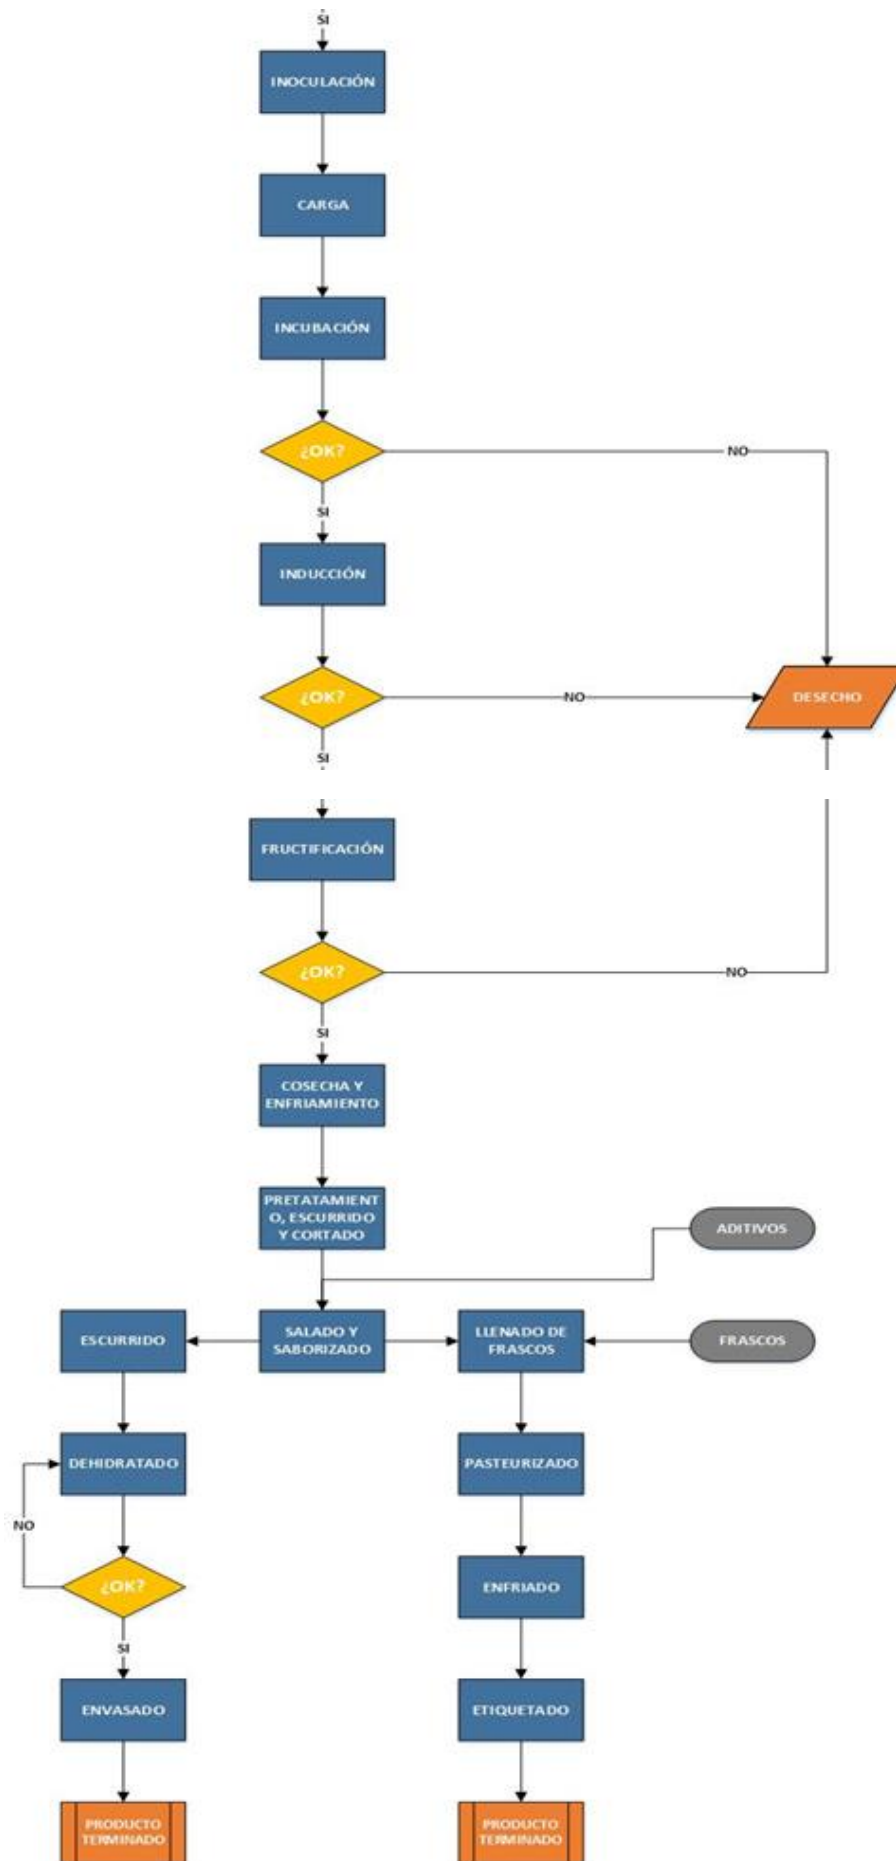 SI
INOCULACIÓN
CARGA
INCUBACIÓN
¿OK?
NO
SI
INDUCCIÓN
¿OK?
NO
DESECHO
SI
FRUCTIFICACIÓN
¿OK?
NO
SI
COSECHA Y
ENFRIAMIENTO
PRETATAMIENT
O, ESCURRIDO
Y CORTADO
ADITIVOS
ESCURRIDO
SALADO Y
SABORIZADO
LLENADO DE
FRASCOS
FRASCOS
DEHIDRATADO
PASTEURIZADO
NO
¿OK?
ENFRIADO
SI
ENVASADO
ETIQUETADO
PRODUCTO
TERMINADO
PRODUCTO
TERMINADO